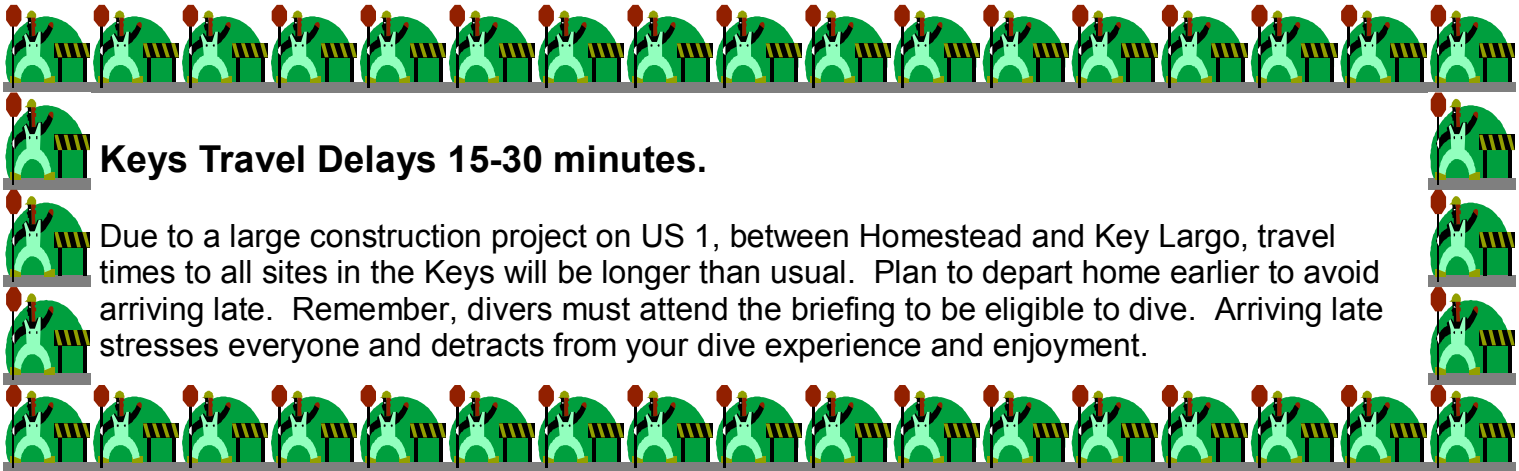 Keys Travel Delays 15-30 minutes.
Due to a large construction project on US 1, between Homestead and Key Largo, travel
times to all sites in the Keys will be longer than usual.  Plan to depart home earlier to avoid
arriving late.  Remember, divers must attend the briefing to be eligible to dive.  Arriving late
stresses everyone and detracts from your dive experience and enjoyment.